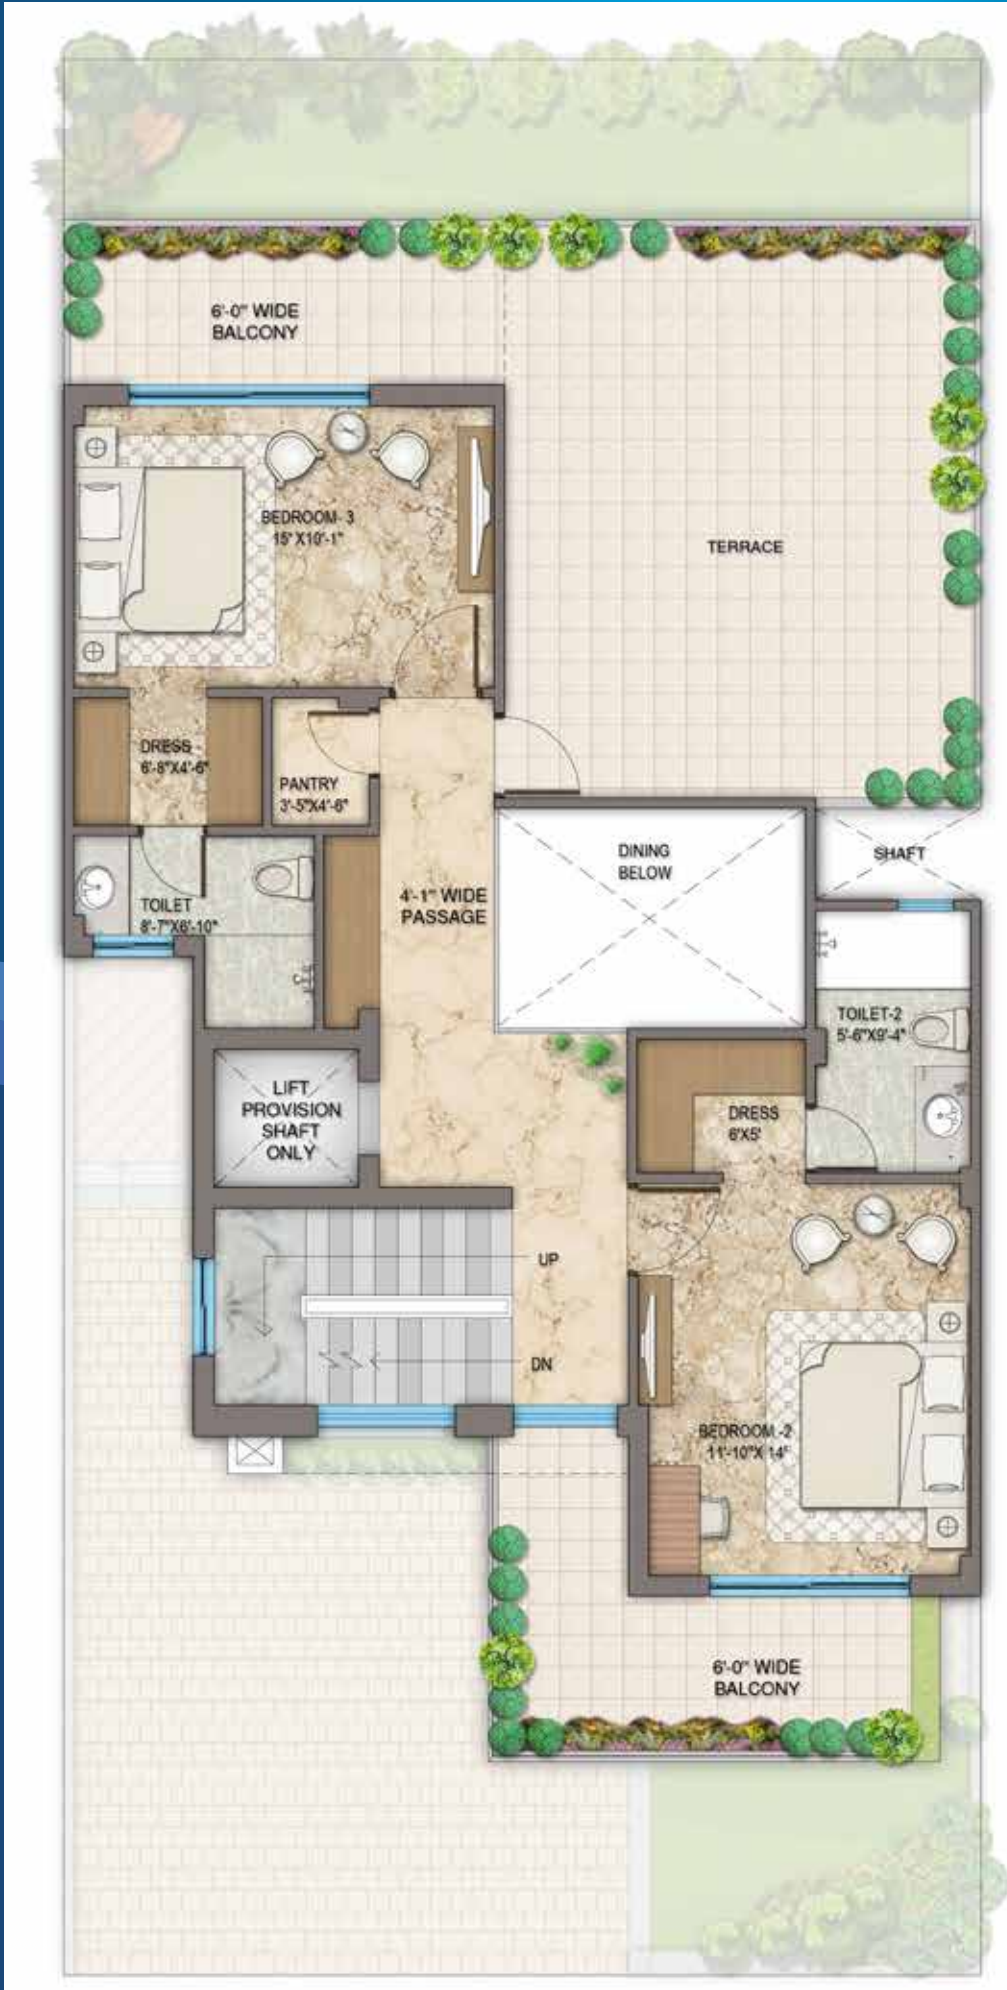 6'-0" WIDE
BALCONY
BEDROOM- 3
15' X10'-1"
TERRACE
DRESS
6'-8"X4'-6"
PANTRY
3'-5"X4'-6"
DINING
BELOW
SHAFT
4'-1" WIDE
PASSAGE
TOILET
8'-7"X6'-10"
TOILET-2
5'-6"X9'-4"
LIFT
PROVISION
SHAFT
ONLY
DRESS
6'X5'
UP
DN
BEDROOM -2
11'-10"X 14'
6'-0" WIDE
BALCONY